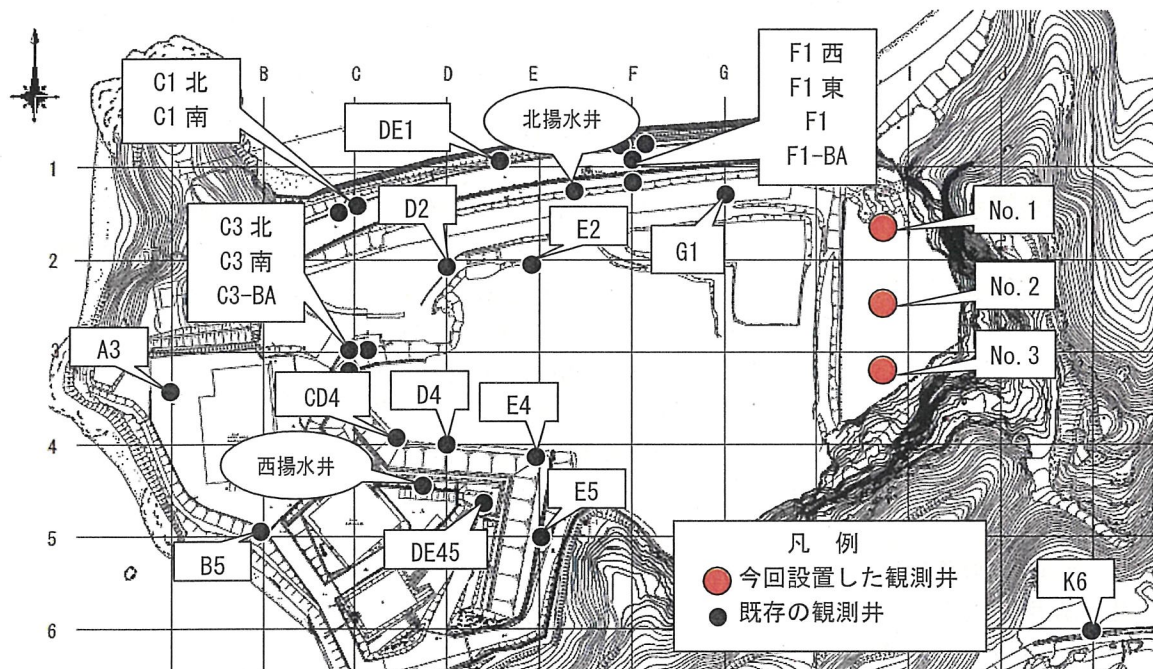 B
C
D
E
F
G
I
J
1
2
3
4
5
6
C1 北
C1 南
DE1
北揚水井
F1 西
F1 東
F1
F1-BA
D2
E2
G1
No. 1
C3 北
C3 南
C3-BA
No. 2
A3
No. 3
CD4
D4
E4
西揚水井
E5
B5
DE45
凡 例
今回設置した観測井
既存の観測井
K6